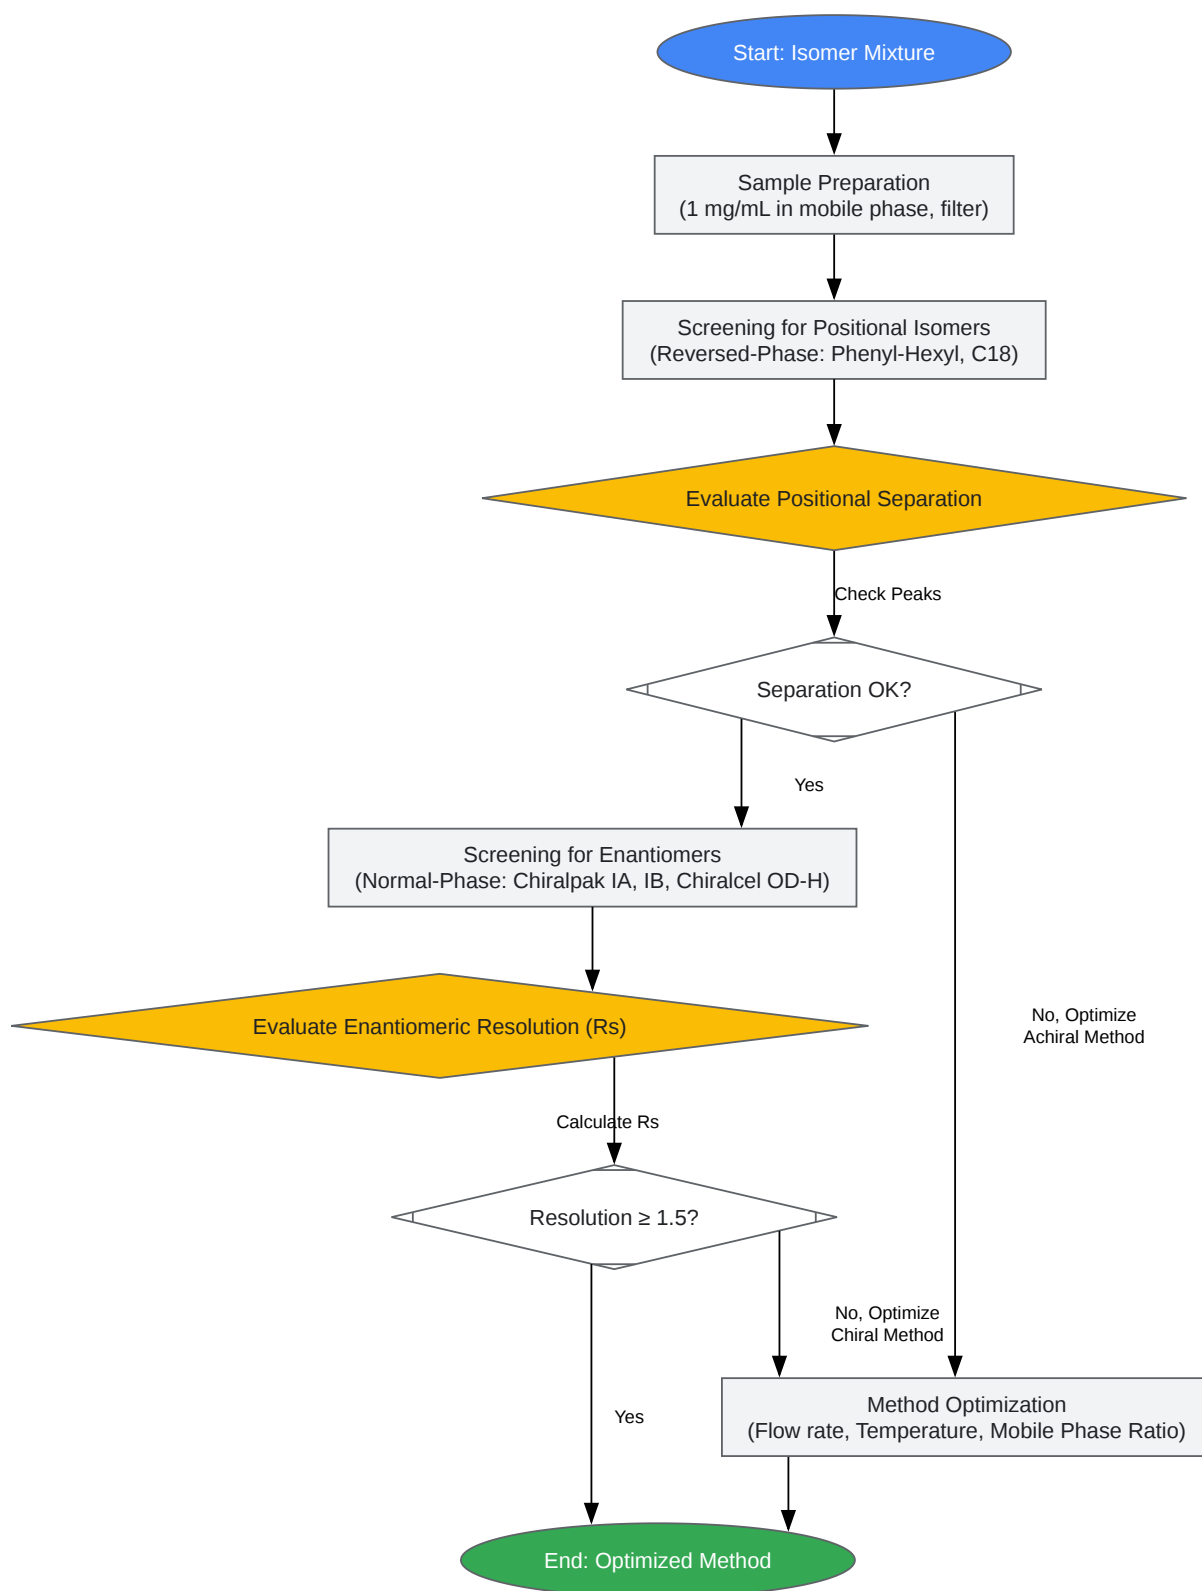 Start: Isomer Mixture
Sample Preparation
(1 mg/mL in mobile phase, filter)
Screening for Positional Isomers
(Reversed-Phase: Phenyl-Hexyl, C18)
Evaluate Positional Separation
Check Peaks
Separation OK?
Yes
Screening for Enantiomers
(Normal-Phase: Chiralpak IA, IB, Chiralcel OD-H)
Evaluate Enantiomeric Resolution (Rs)
No, Optimize
Achiral Method
Calculate Rs
Resolution ≥ 1.5?
No, Optimize
Chiral Method
Method Optimization
(Flow rate, Temperature, Mobile Phase Ratio)
Yes
End: Optimized Method